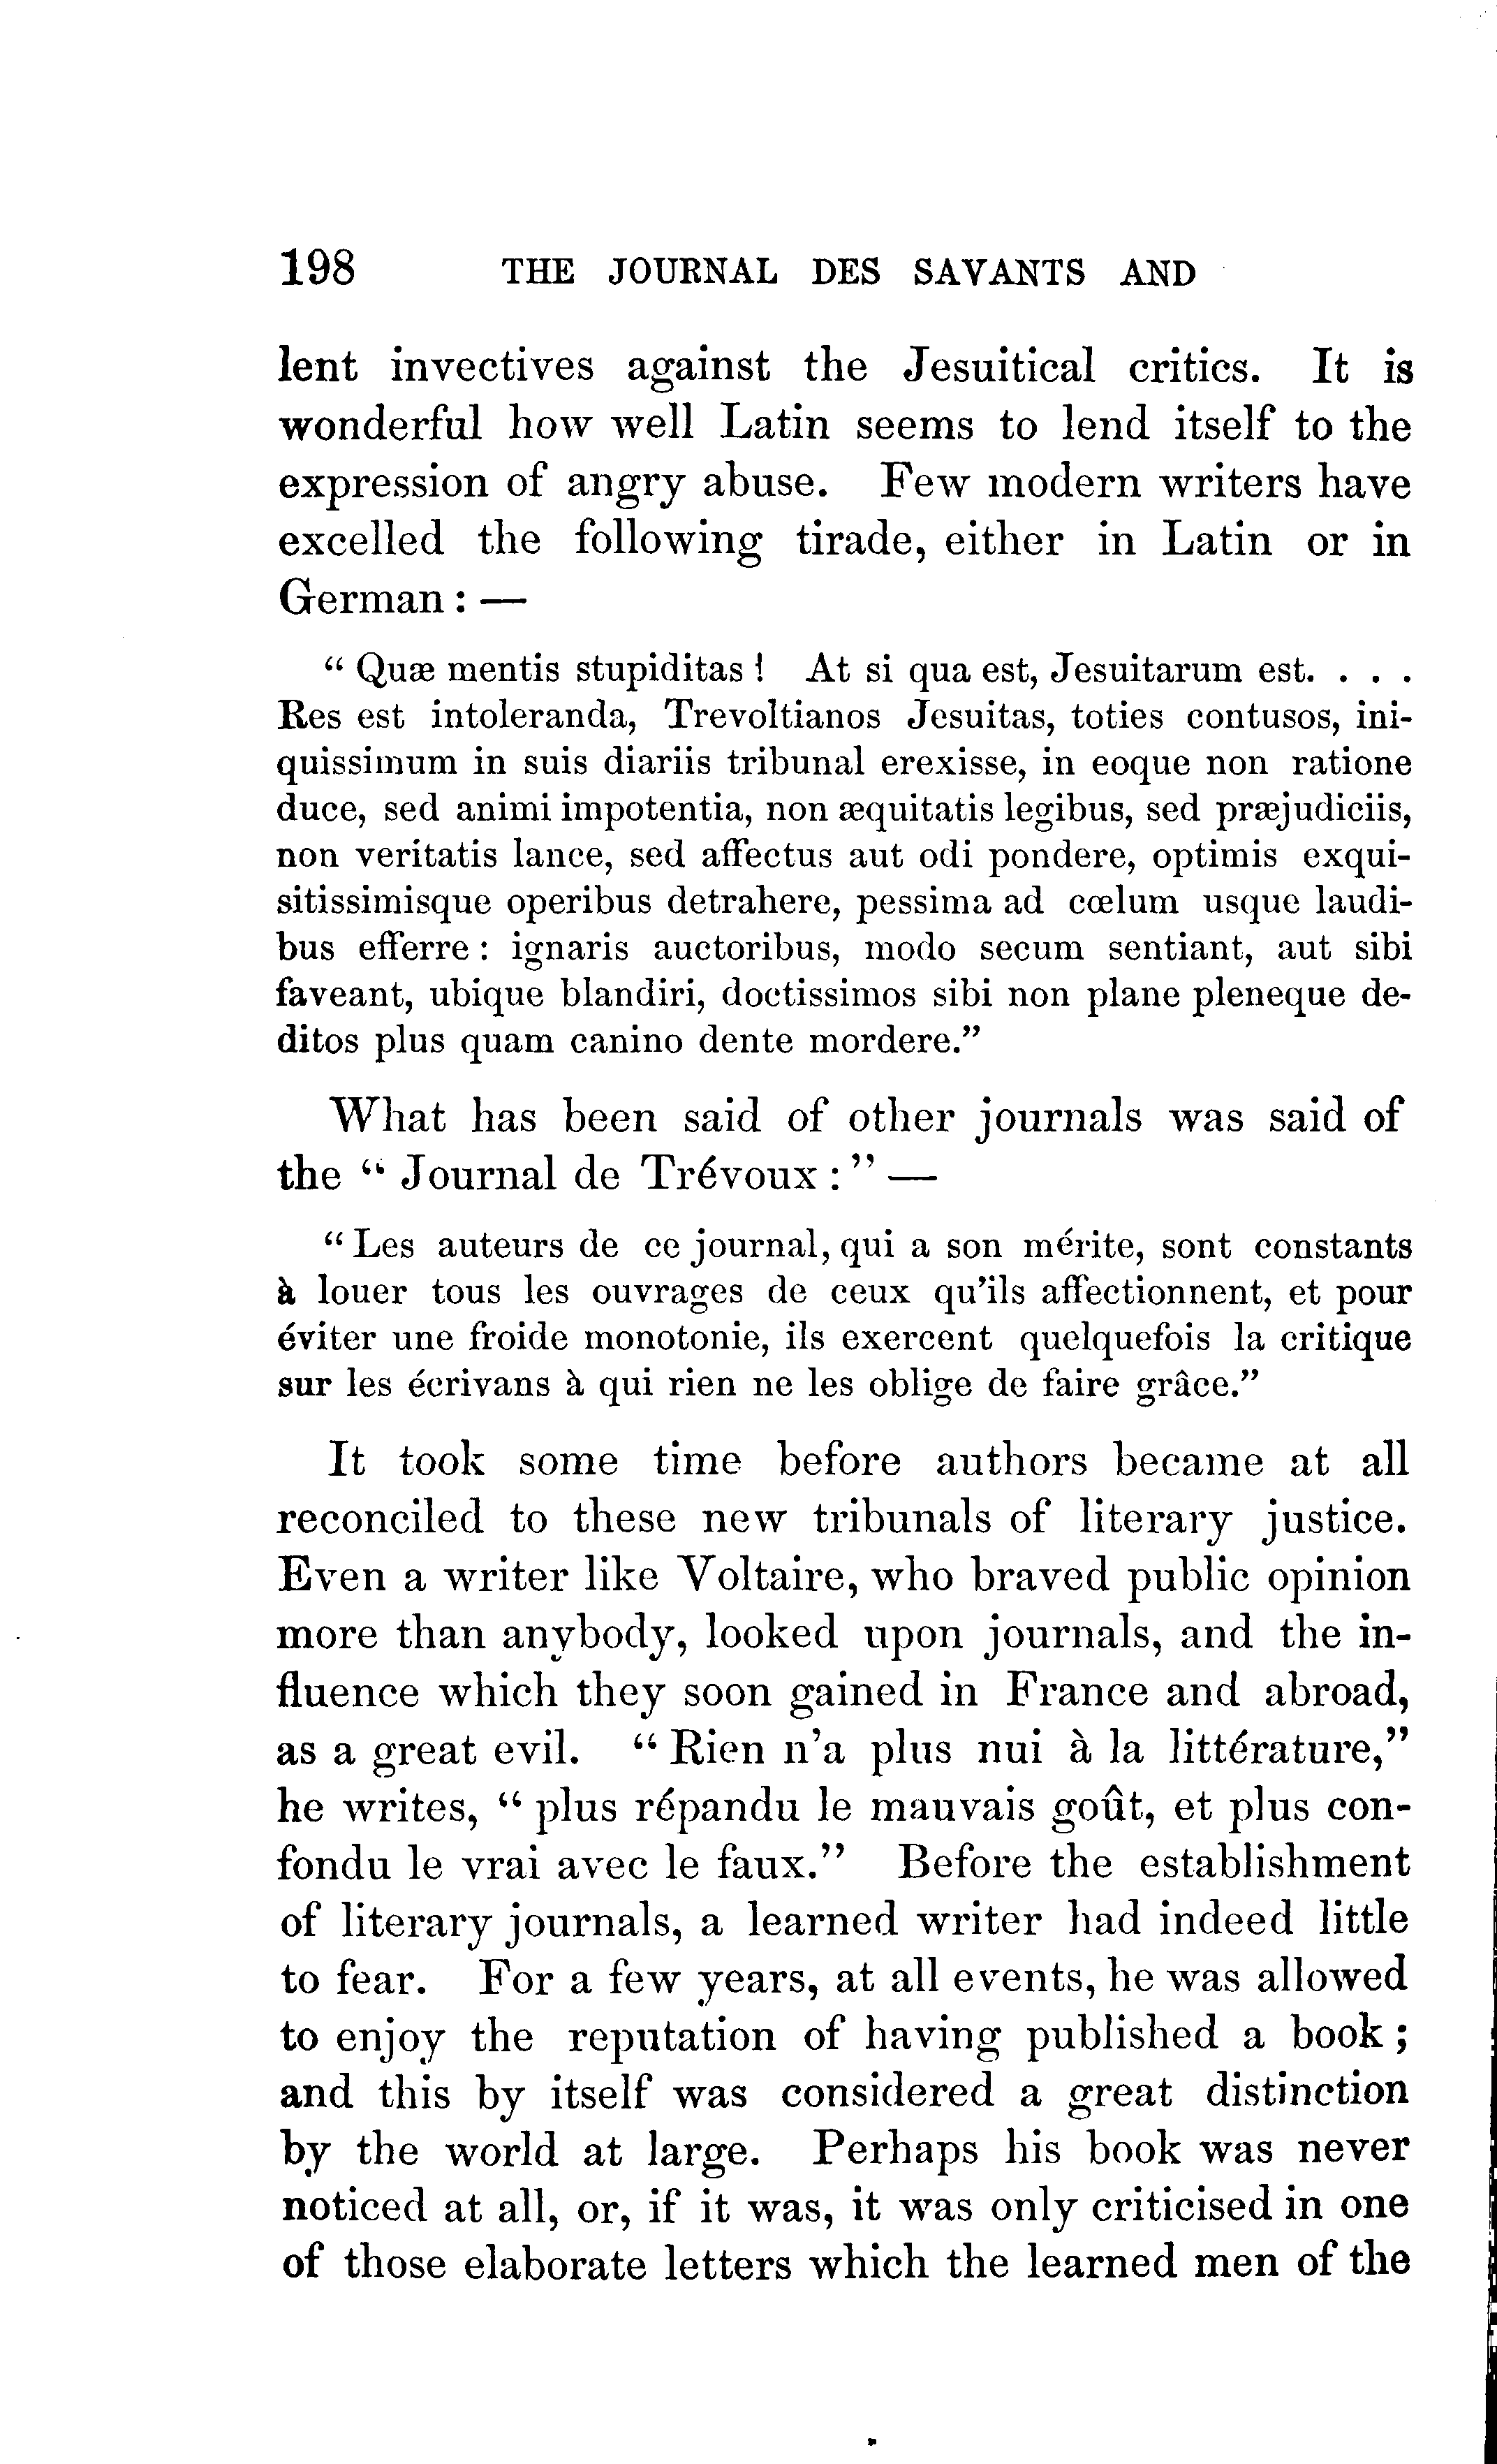 198 THE JOURNAL DES SAVANTS AND
lent invectives against the Jesuitical critics. It is
wonderful how well Latin seems to lend itself to the
expression of angry abuse. Few modern writers have
excelled the following tirade, either in Latin or in
German : —
“ Quæ mentis stupiditas ! At si qua est, Jesuitarum est. . . .
Res est intoleranda, Trevoltianos Jesuitas, toties contusos, ini-
quissimum in suis diariis tribunal erexisse, in eoque non ratione
duce, sed animi impotentia, non æquitatis legibus, sed præjudiciis,
non veritatis lance, sed affectus aut odi pondere, optimis exqui-
sitissimisque operibus detrahere, pessima ad cœlum usque laudi-
bus efferre : ignaris auctoribus, modo secum sentiant, aut sibi
faveant, ubique blandiri, doctissimos sibi non plane pleneque de-
ditos plus quam canino dente mordere.”
What has been said of other journals was said of
the “ Journal de Trévoux : ” —
“ Les auteurs de ce journal, qui a son mérite, sont constants
à louer tous les ouvrages de ceux qu’ils affectionnent, et pour
éviter une froide monotonie, ils exercent quelquefois la critique
sur les écrivans à qui rien ne les oblige de faire grâce.”
It took some time before authors became at all
reconciled to these new tribunals of literary justice.
Even a writer like Voltaire, who braved public opinion
more than anybody, looked upon journals, and the in-
fluence which they soon gained in France and abroad,
as a great evil. “ Rien n’a plus nui à la littérature,”
he writes, “ plus répandu le mauvais goût, et plus con-
fondu le vrai avec le faux.” Before the establishment
of literary journals, a learned writer had indeed little
to fear. For a few years, at all events, he was allowed
to enjoy the reputation of having published a book ;
and this by itself was considered a great distinction
by the world at large. Perhaps his book was never
noticed at all, or, if it was, it was only criticised in one
of those elaborate letters which the learned men of the